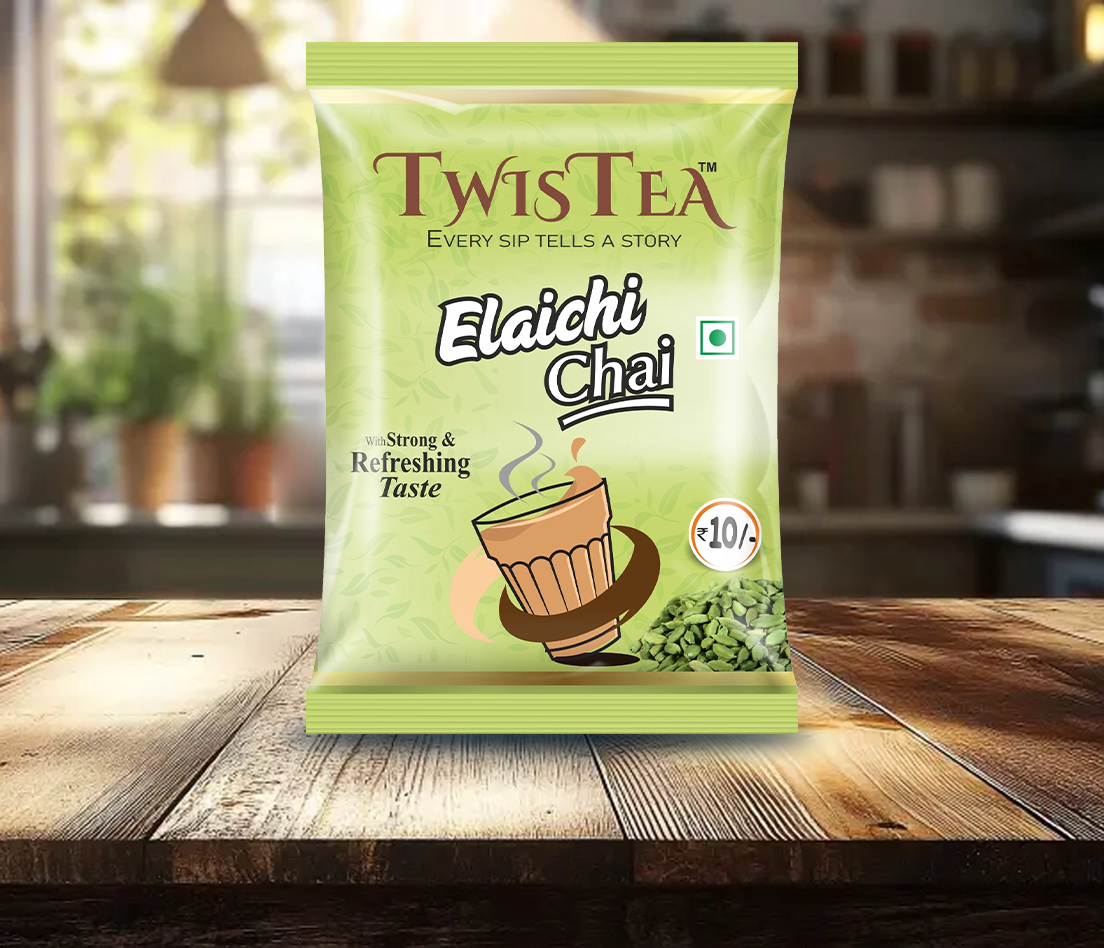 TWISTEA™
EVERY SIP TELLS A STORY
Elaichi
Chai
With Strong &
Refreshing
Taste
₹10/-